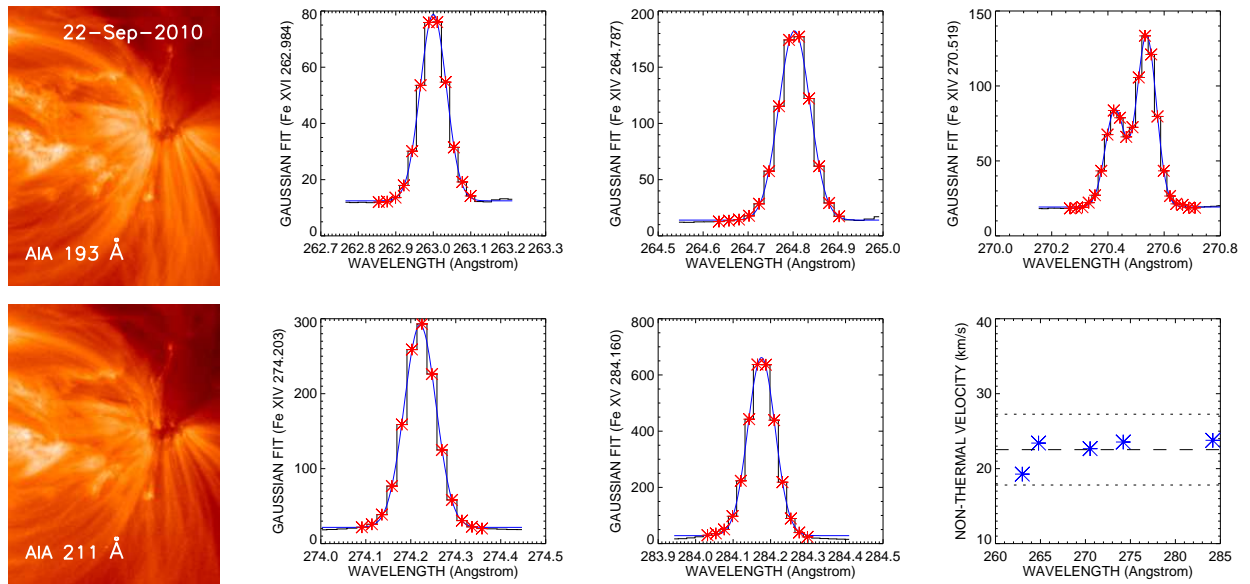 22-Sep-2010
AIA 193 Å
GAUSSIAN FIT (Fe XVI 262.984)
80
60
40
20
0
262.7 262.8 262.9 263.0 263.1 263.2 263.3
WAVELENGTH (Angstrom)
GAUSSIAN FIT (Fe XIV 264.787)
200
150
100
50
0
264.5 264.6 264.7 264.8 264.9 265.0
WAVELENGTH (Angstrom)
GAUSSIAN FIT (Fe XIV 270.519)
150
100
50
0
270.0 270.2 270.4 270.6 270.8
WAVELENGTH (Angstrom)
AIA 211 Å
GAUSSIAN FIT (Fe XIV 274.203)
300
200
100
0
274.0 274.1 274.2 274.3 274.4 274.5
WAVELENGTH (Angstrom)
GAUSSIAN FIT (Fe XV 284.160)
800
600
400
200
0
283.9 284.0 284.1 284.2 284.3 284.4 284.5
WAVELENGTH (Angstrom)
NON-THERMAL VELOCITY (km/s)
40
30
20
10
260 265 270 275 280 285
WAVELENGTH (Angstrom)